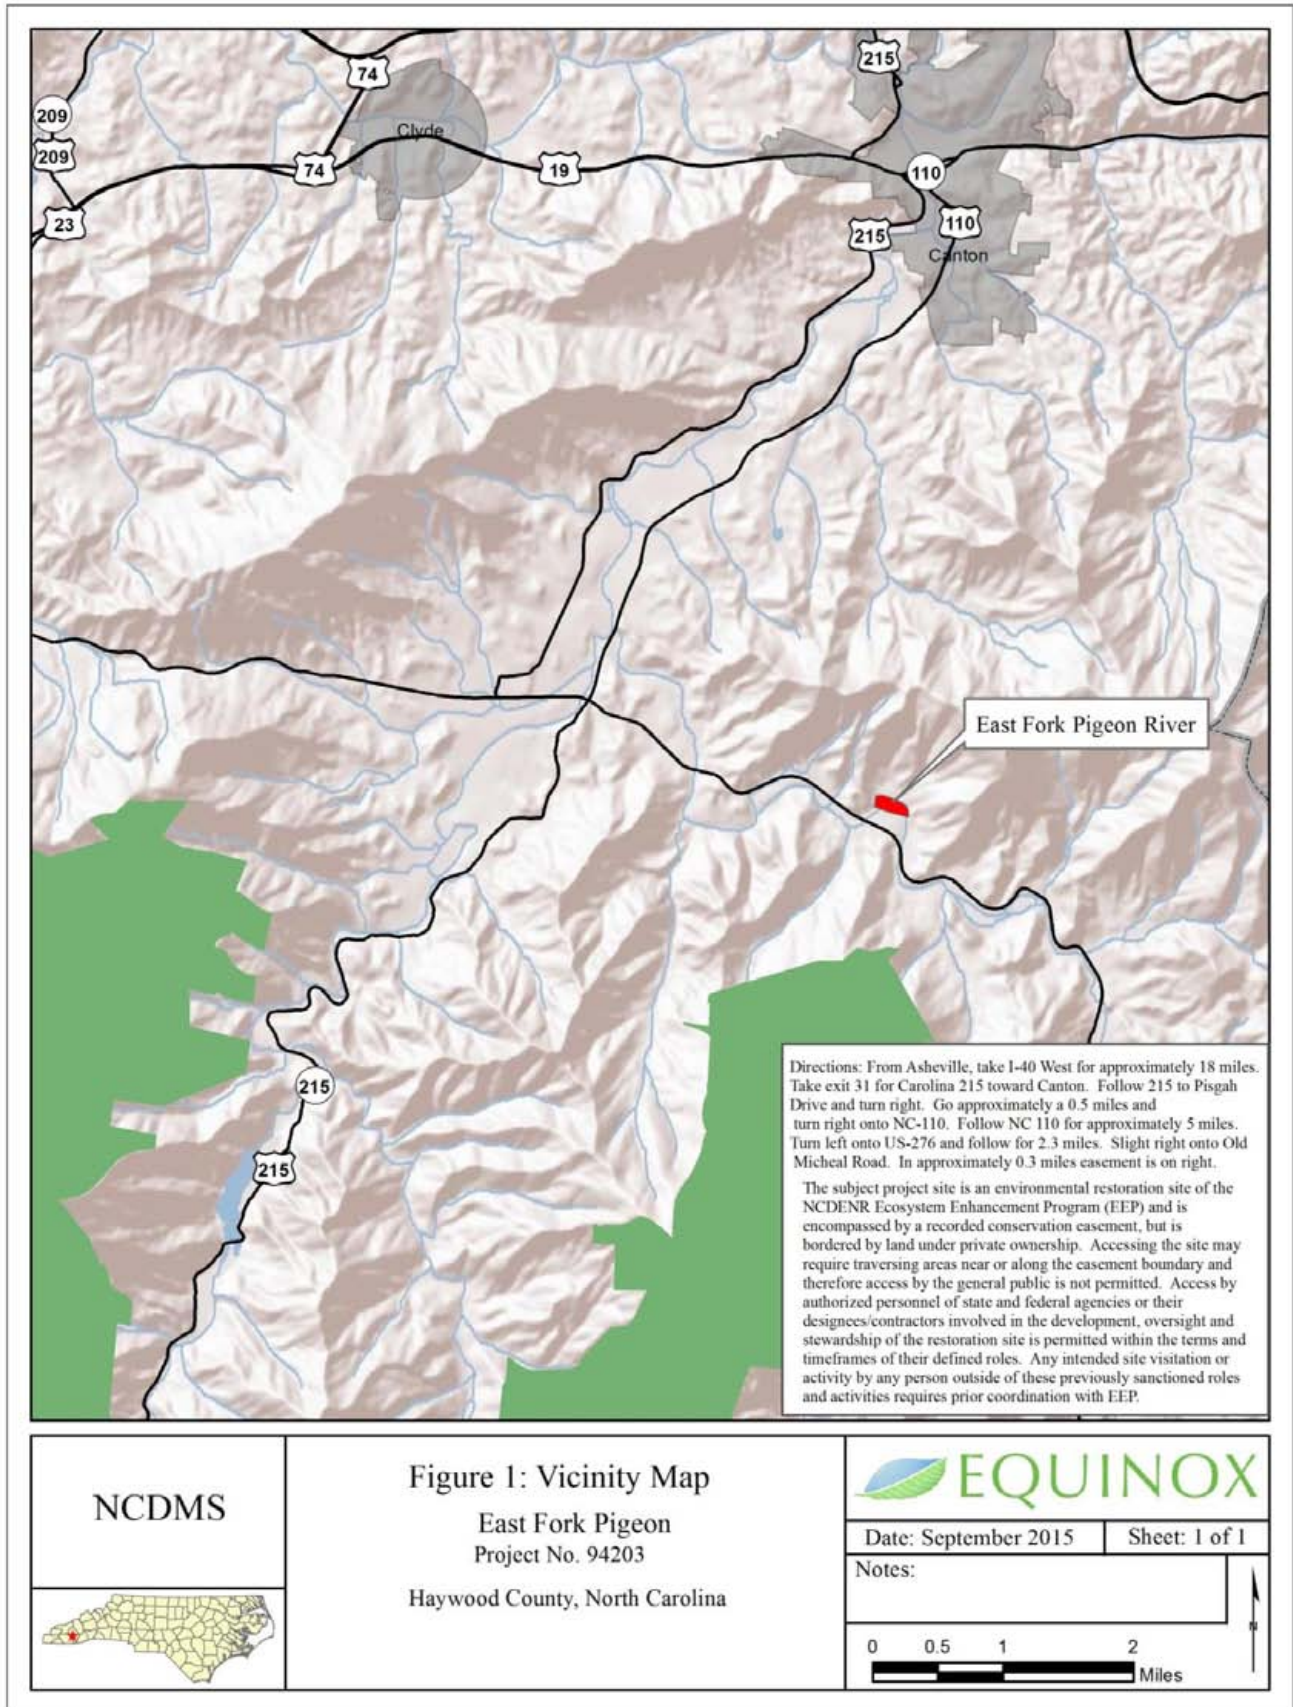 215
74
209
Clyde
209
74
19
110
23
110
215
Canton
East Fork Pigeon River
215
215
Directions: From Asheville, take I-40 West for approximately 18 miles.
Take exit 31 for Carolina 215 toward Canton. Follow 215 to Pisgah
Drive and turn right. Go approximately a 0.5 miles and
turn right onto NC-110. Follow NC 110 for approximately 5 miles.
Turn left onto US-276 and follow for 2.3 miles. Slight right onto Old
Micheal Road. In approximately 0.3 miles easement is on right.
The subject project site is an environmental restoration site of the
NCDENR Ecosystem Enhancement Program (EEP) and is
encompassed by a recorded conservation easement, but is
bordered by land under private ownership. Accessing the site may
require traversing areas near or along the easement boundary and
therefore access by the general public is not permitted. Access by
authorized personnel of state and federal agencies or their
designees/contractors involved in the development, oversight and
stewardship of the restoration site is permitted within the terms and
timeframes of their defined roles. Any intended site visitation or
activity by any person outside of these previously sanctioned roles
and activities requires prior coordination with EEP.
NCDMS
Figure 1: Vicinity Map
East Fork Pigeon
Project No. 94203
Haywood County, North Carolina
EQUINOX
Date: September 2015
Sheet: 1 of 1
Notes:
N
0 0.5 1 2
Miles